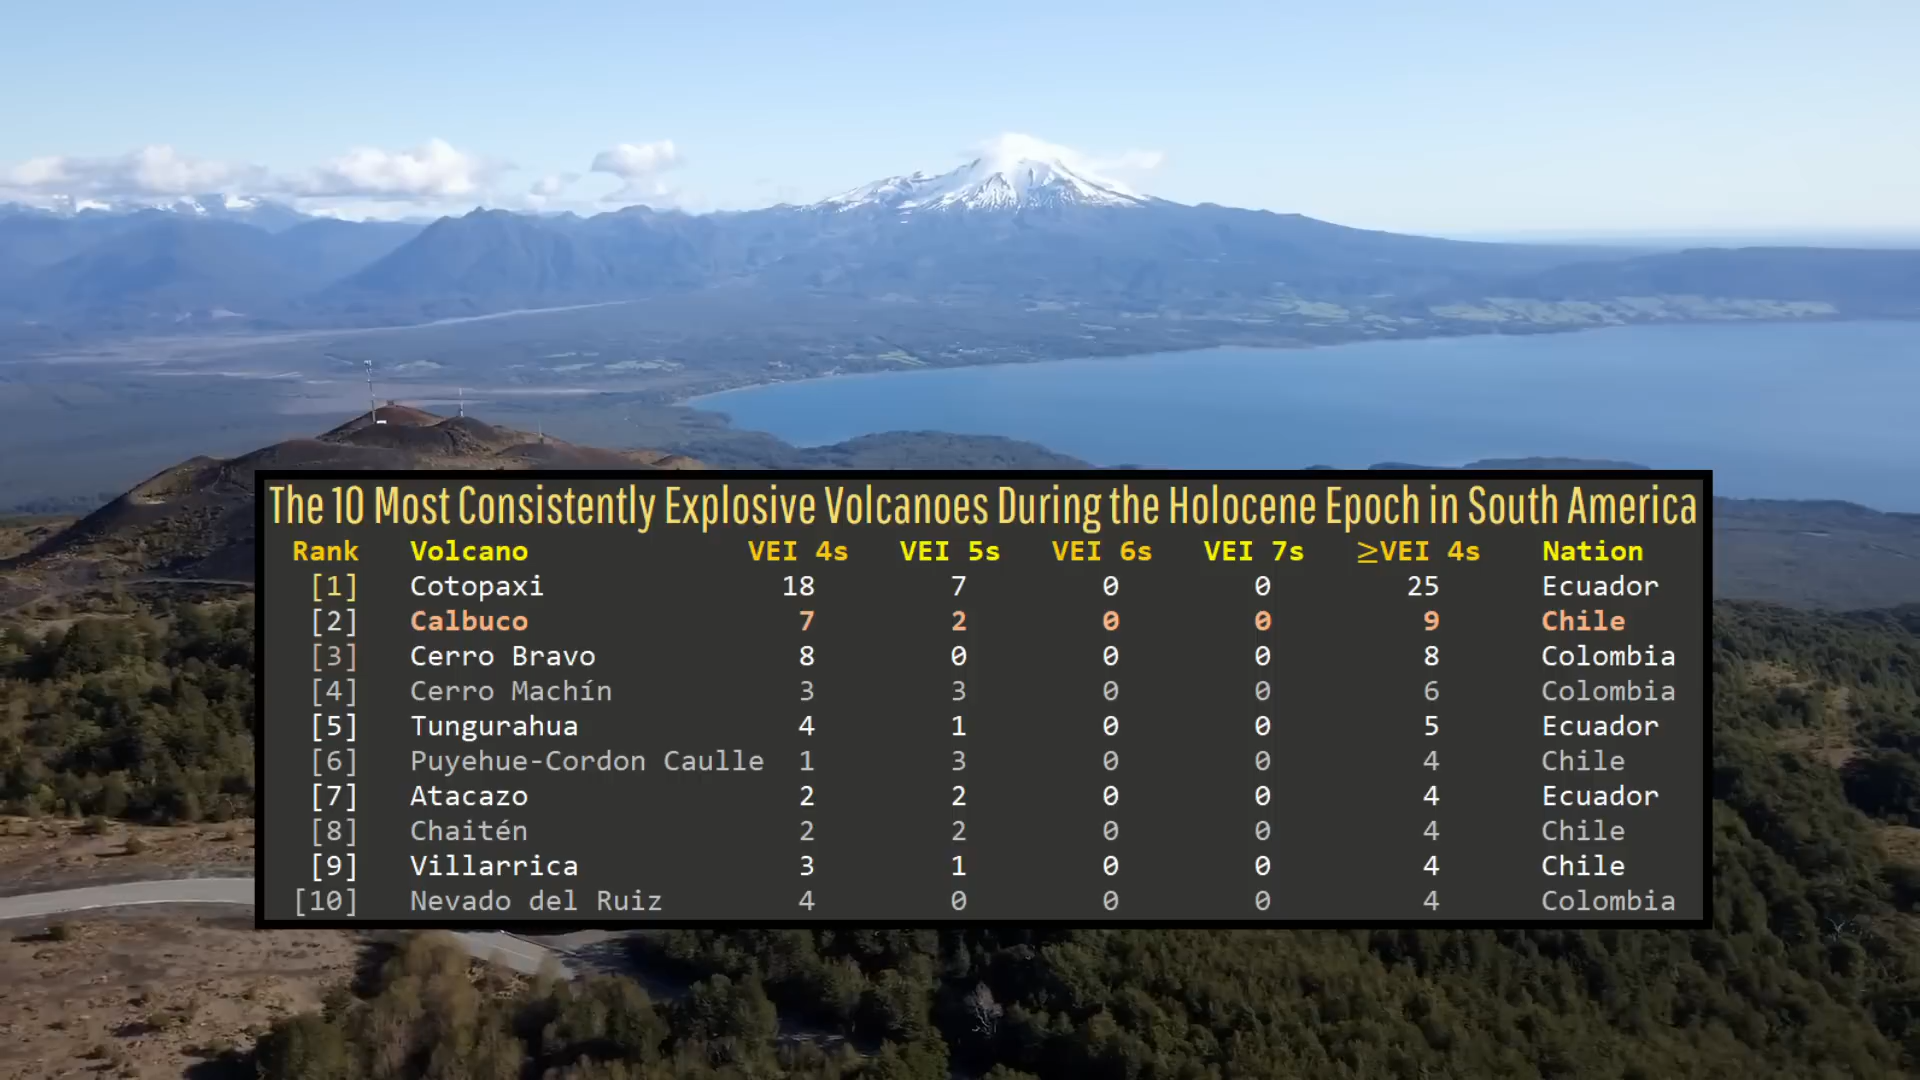 The 10 Most Consistently Explosive Volcanoes During the Holocene Epoch in South America
Rank Volcano VEI 4s VEI 5s VEI 6s VEI 7s ≥VEI 4s Nation
[1] Cotopaxi 18 7 0 0 25 Ecuador
[2] Calbuco 7 2 0 0 9 Chile
[3] Cerro Bravo 8 0 0 0 8 Colombia
[4] Cerro Machín 3 3 0 0 6 Colombia
[5] Tungurahua 4 1 0 0 5 Ecuador
[6] Puyehue-Cordon Caulle 1 3 0 0 4 Chile
[7] Atacazo 2 2 0 0 4 Ecuador
[8] Chaitén 2 2 0 0 4 Chile
[9] Villarrica 3 1 0 0 4 Chile
[10] Nevado del Ruiz 4 0 0 0 4 Colombia